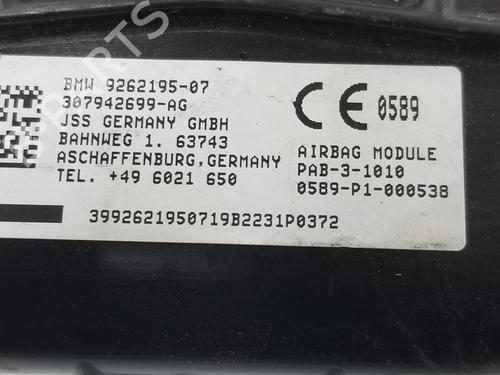 BMW 9262195-07
307942699-AG
JSS GERMANY GMBH
BAHNWEG 1. 63743
ASCHAFFENBURG,GERMANY
TEL. +49 6021 650
CE 0589
AIRBAG MODULE
PAB-3-1010
0589-P1-000538
3992621950719B2231P0372